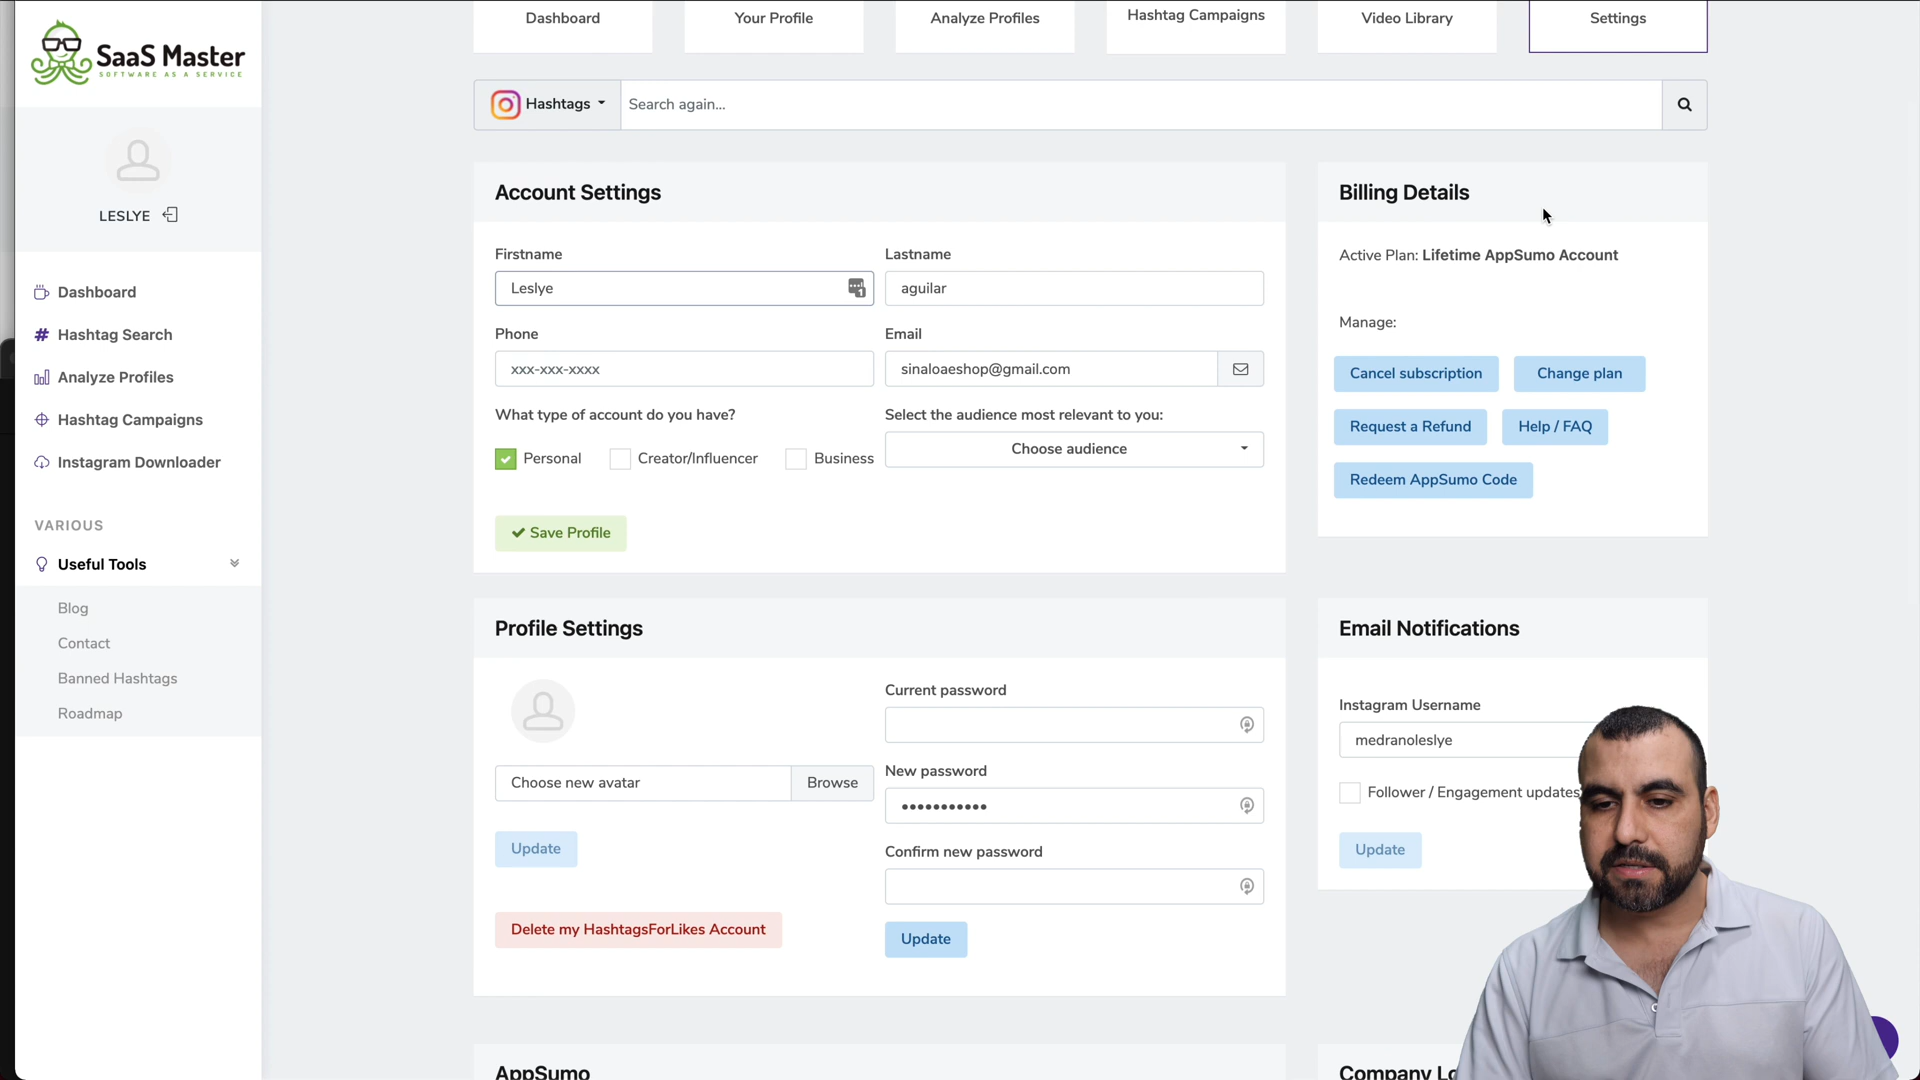 Dashboard
Your Profile
Analyze Profiles
Hashtag Campaigns
Video Library
Settings
SaaS Master
SOFTWARE AS A SERVICE
Hashtags
Search again...
LESLYE
Dashboard
Hashtag Search
Analyze Profiles
Hashtag Campaigns
Instagram Downloader
VARIOUS
Useful Tools
Blog
Contact
Banned Hashtags
Roadmap
Account Settings
Firstname
Lastname
Leslye
aguilar
Phone
Email
xxx-xxx-xxxx
sinaloaeshop@gmail.com
What type of account do you have?
Select the audience most relevant to you:
Personal
Creator/Influencer
Business
Choose audience
Save Profile
Billing Details
Active Plan: Lifetime AppSumo Account
Manage:
Cancel subscription
Change plan
Request a Refund
Help / FAQ
Redeem AppSumo Code
Profile Settings
Current password
Choose new avatar
Browse
New password
•••••••••••
Update
Confirm new password
Delete my HashtagsForLikes Account
Update
Email Notifications
Instagram Username
medranoleslye
Follower / Engagement updates
Update
AppSumo
Company